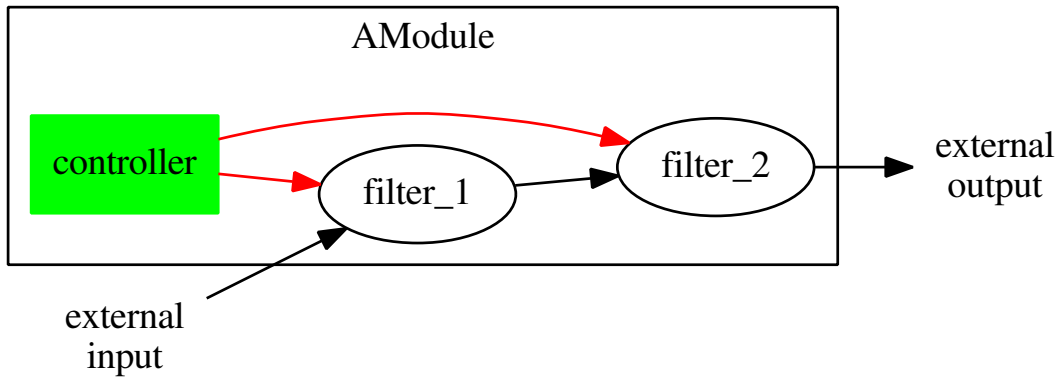 AModule
controller
filter_1
filter_2
external
output
external
input